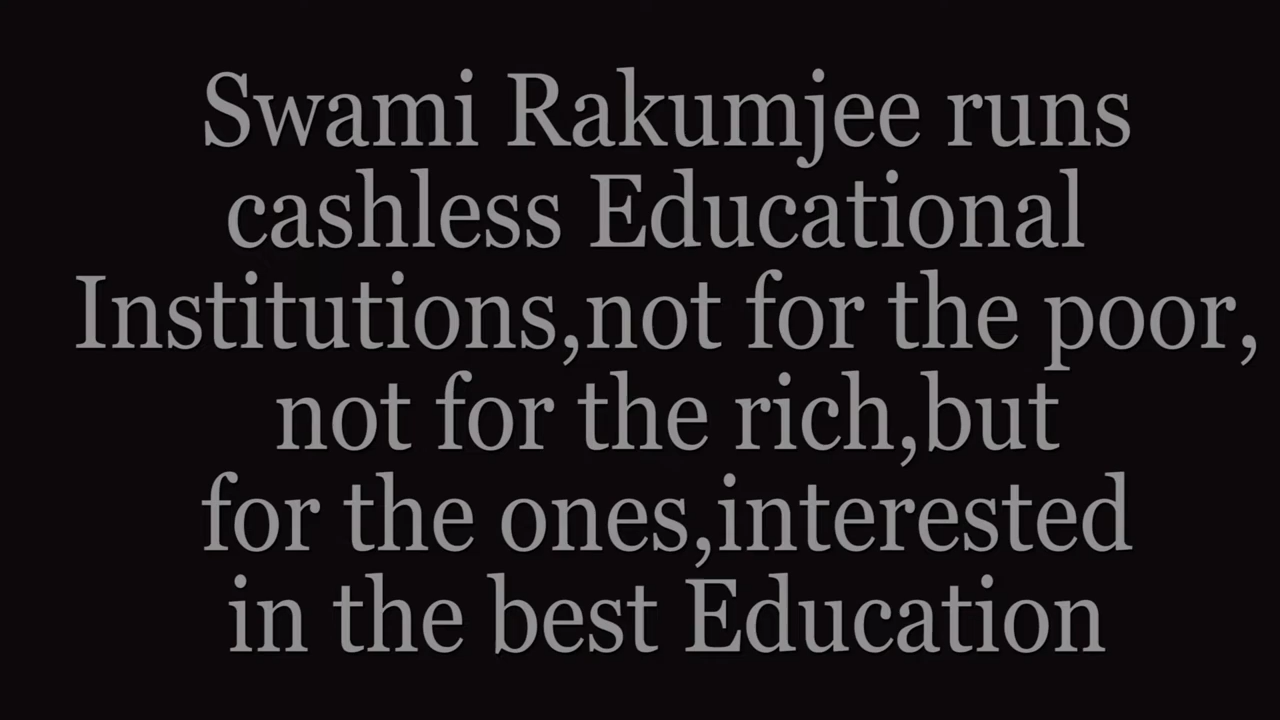 Swami Rakumjee runs
cashless Educational
Institutions,not for the poor,
not for the rich,but
for the ones,interested
in the best Education